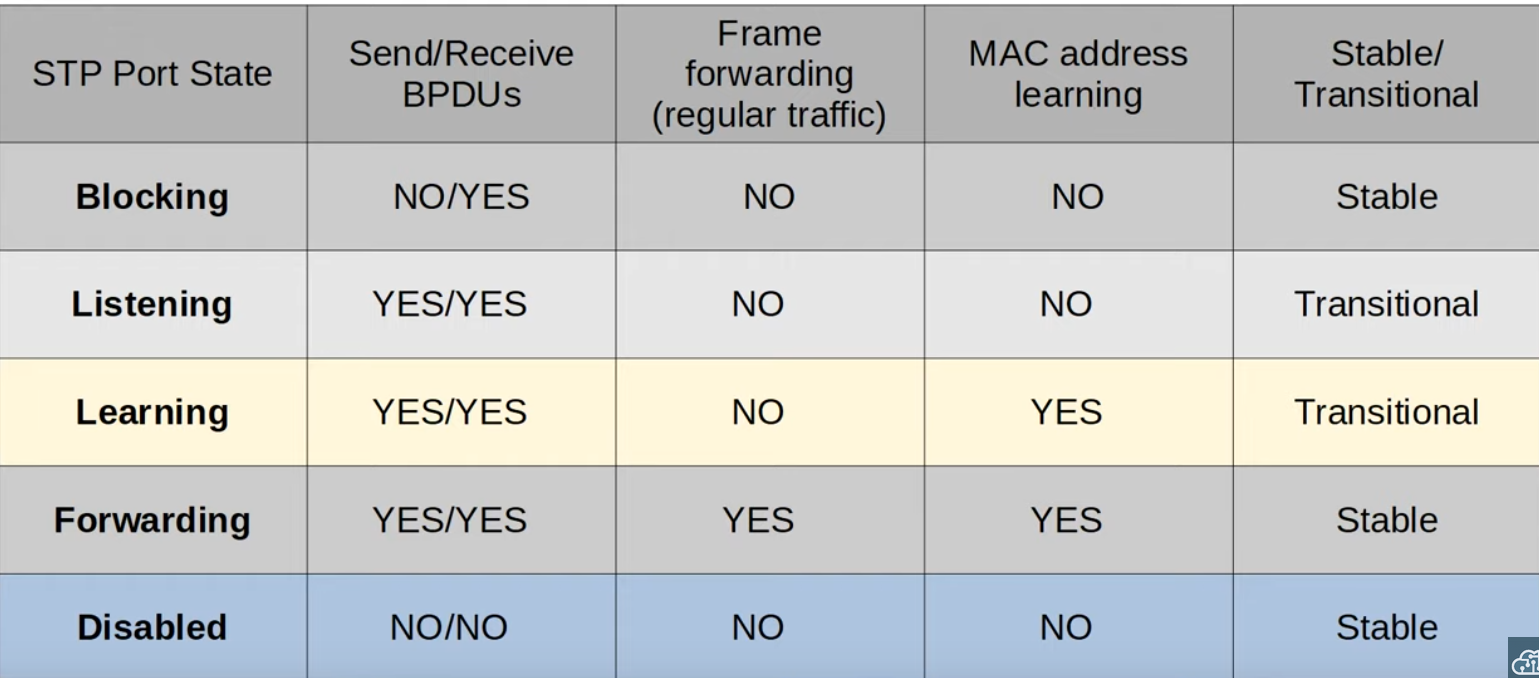 STP Port State
Send/Receive
BPDUs
Frame
forwarding
(regular traffic)
MAC address
learning
Stable/
Transitional
Blocking
NO/YES
NO
NO
Stable
Listening
YES/YES
NO
NO
Transitional
Learning
YES/YES
NO
YES
Transitional
Forwarding
YES/YES
YES
YES
Stable
Disabled
NO/NO
NO
NO
Stable